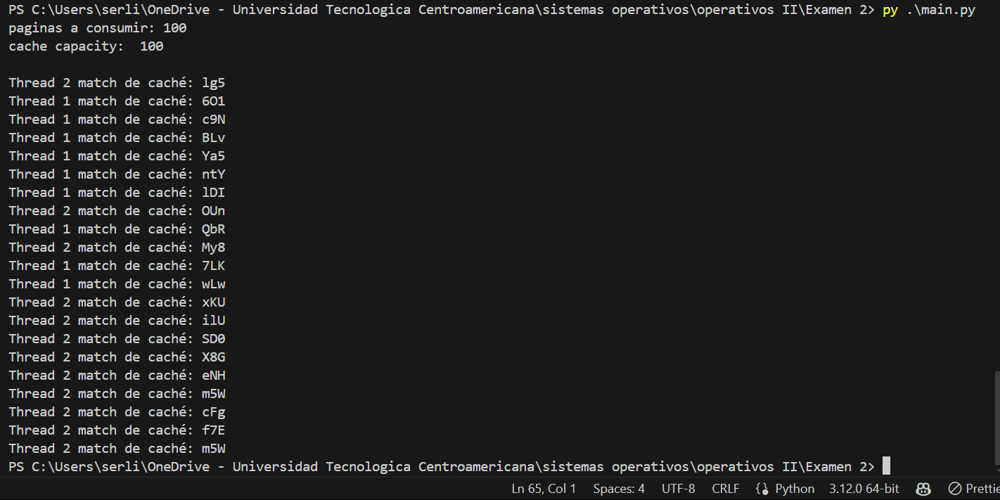 PS C:\Users\serli\OneDrive - Universidad Tecnologica Centroamericana\sistemas operativos\operativos II\Examen 2> py .\main.py
paginas a consumir: 100
cache capacity:  100
Thread 2 match de caché: lg5
Thread 1 match de caché: 6O1
Thread 1 match de caché: c9N
Thread 1 match de caché: BLv
Thread 1 match de caché: Ya5
Thread 1 match de caché: ntY
Thread 1 match de caché: lDI
Thread 2 match de caché: OUn
Thread 1 match de caché: QbR
Thread 2 match de caché: My8
Thread 1 match de caché: 7LK
Thread 1 match de caché: wLw
Thread 2 match de caché: xKU
Thread 2 match de caché: ilU
Thread 2 match de caché: SD0
Thread 2 match de caché: X8G
Thread 2 match de caché: eNH
Thread 2 match de caché: m5W
Thread 2 match de caché: cFg
Thread 2 match de caché: f7E
Thread 2 match de caché: m5W
PS C:\Users\serli\OneDrive - Universidad Tecnologica Centroamericana\sistemas operativos\operativos II\Examen 2>
Ln 65, Col 1 Spaces: 4 UTF-8 CRLF Python 3.12.0 64-bit Prettie